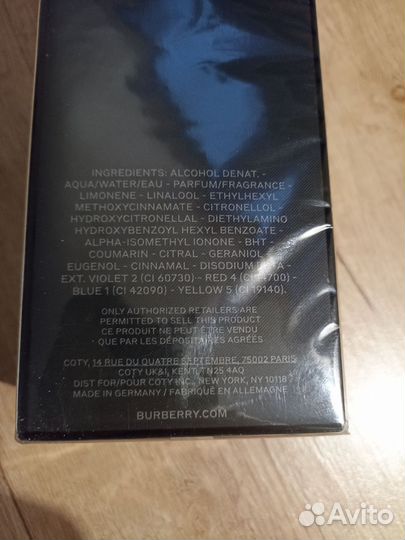 INGREDIENTS: ALCOHOL DENAT. -
AQUA/WATER/EAU - PARFUM/FRAGRANCE -
LIMONENE - LINALOOL - ETHYLHEXYL
METHOXYCINNAMATE - CITRONELLOL -
HYDROXYCITRONELLAL - DIETHYLAMINO
HYDROXYBENZOYL HEXYL BENZOATE -
ALPHA-ISOMETHYL IONONE - BHT -
COUMARIN - CITRAL - GERANIOL -
EUGENOL - CINNAMAL - DISODIUM EDTA -
EXT. VIOLET 2 (CI 60730) - RED 4 (CI 14700) -
BLUE 1 (CI 42090) - YELLOW 5 (CI 19140).
ONLY AUTHORIZED RETAILERS ARE
PERMITTED TO SELL THIS PRODUCT
CE PRODUIT NE PEUT ÊTRE VENDU
QUE PAR LES DÉPOSITAIRES AGRÉÉS
COTY, 14 RUE DU QUATRE SEPTEMBRE, 75002 PARIS
COTY UK&I, KENT, TN25 4AQ
DIST FOR/POUR COTY INC., NEW YORK, NY 10118
MADE IN GERMANY / FABRIQUÉ EN ALLEMAGNE
BURBERRY.COM
Avito